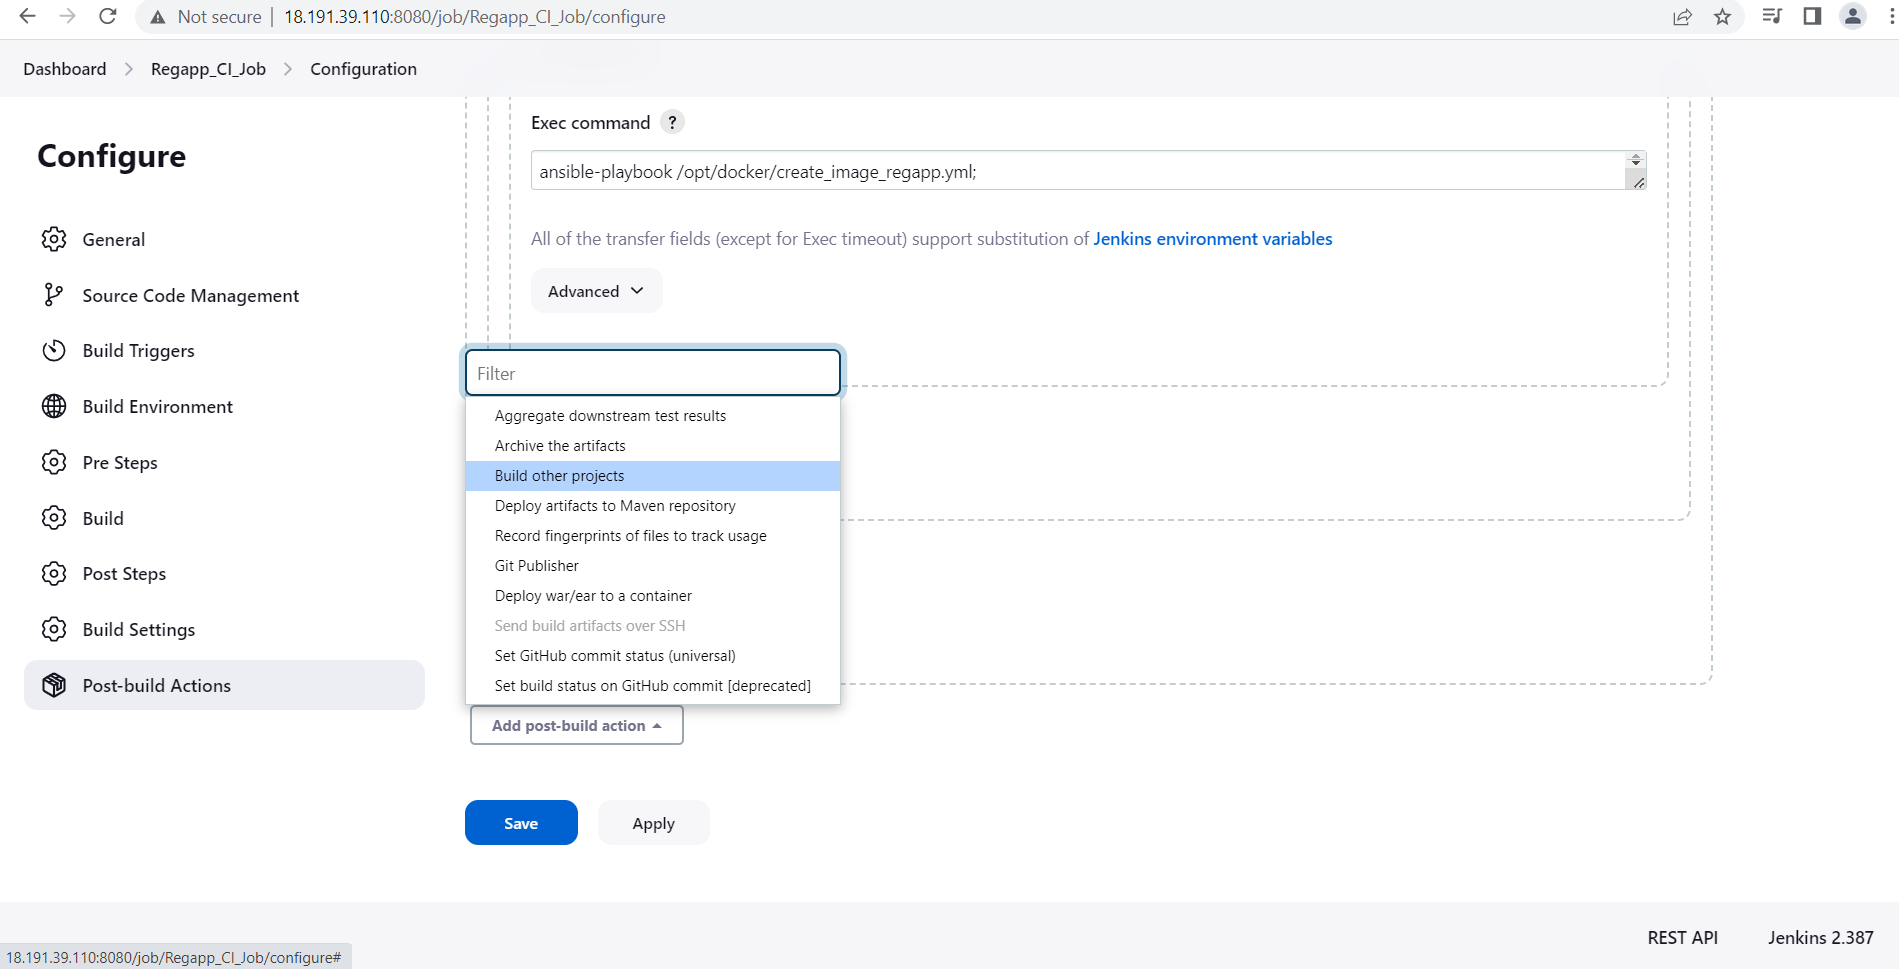 Not secure | 18.191.39.110:8080/job/Regapp_CI_Job/configure
Dashboard > Regapp_CI_Job > Configuration
Configure
General
Source Code Management
Build Triggers
Build Environment
Pre Steps
Build
Post Steps
Build Settings
Post-build Actions
Exec command ?
ansible-playbook /opt/docker/create_image_regapp.yml;
All of the transfer fields (except for Exec timeout) support substitution of Jenkins environment variables
Advanced
Filter
Aggregate downstream test results
Archive the artifacts
Build other projects
Deploy artifacts to Maven repository
Record fingerprints of files to track usage
Git Publisher
Deploy war/ear to a container
Send build artifacts over SSH
Set GitHub commit status (universal)
Set build status on GitHub commit [deprecated]
Add post-build action
Save
Apply
REST API
Jenkins 2.387
18.191.39.110:8080/job/Regapp_CI_Job/configure#